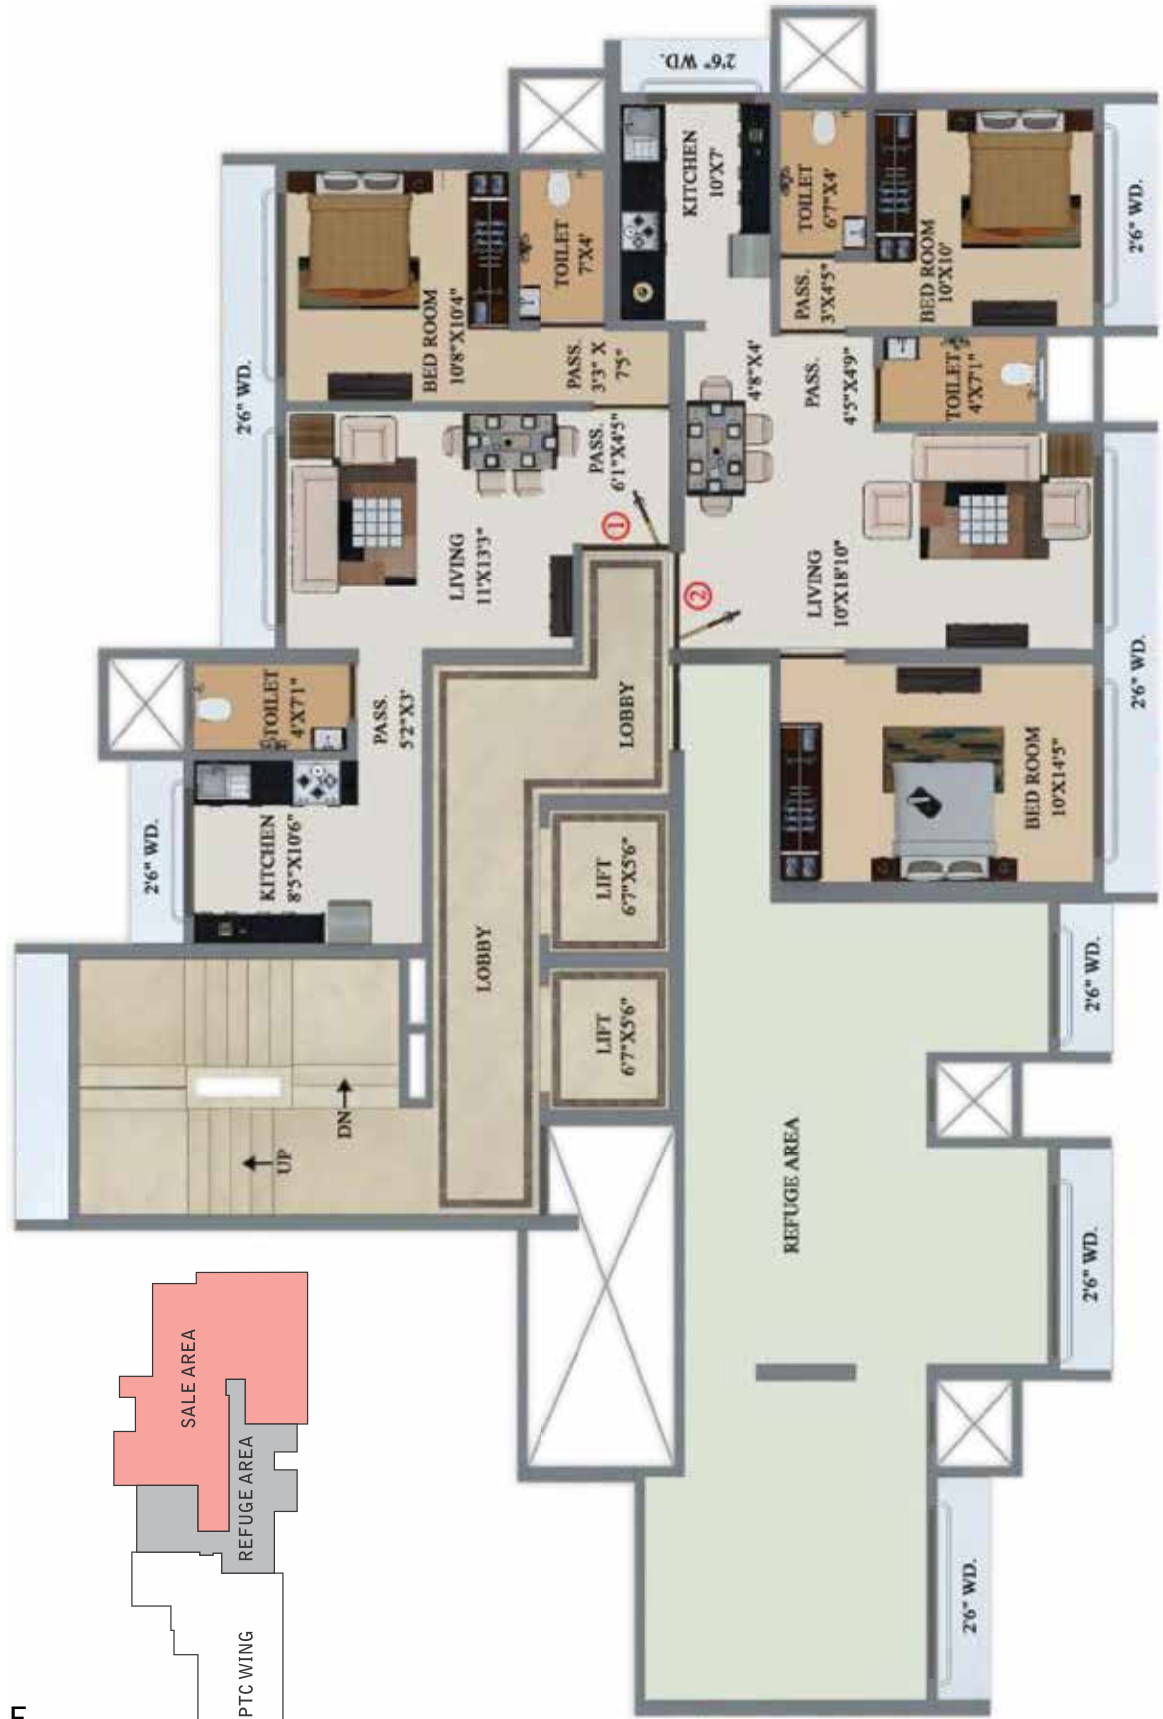 2'6" WD.
KITCHEN
10'X7'
TOILET
6'7"X4'
BED ROOM
10'X10'
2'6" WD.
PASS.
3'X4'5"
TOILET
7'X4'
BED ROOM
10'8"X10'4"
2'6" WD.
PASS.
3'3" X
7'5"
4'8"X4'
PASS.
4'5"X4'9"
TOILET
4'X7'1"
PASS.
6'1"X4'5"
1
LIVING
11'X13'3"
2
LIVING
10'X18'10"
2'6" WD.
TOILET
4'X7'1"
PASS.
5'2"X3'
LOBBY
BED ROOM
10'X14'5"
2'6" WD.
KITCHEN
8'5"X10'6"
LIFT
6'7"X5'6"
LOBBY
LIFT
6'7"X5'6"
2'6" WD.
DN
UP
REFUGE AREA
2'6" WD.
2'6" WD.
SALE AREA
REFUGE AREA
PTC WING